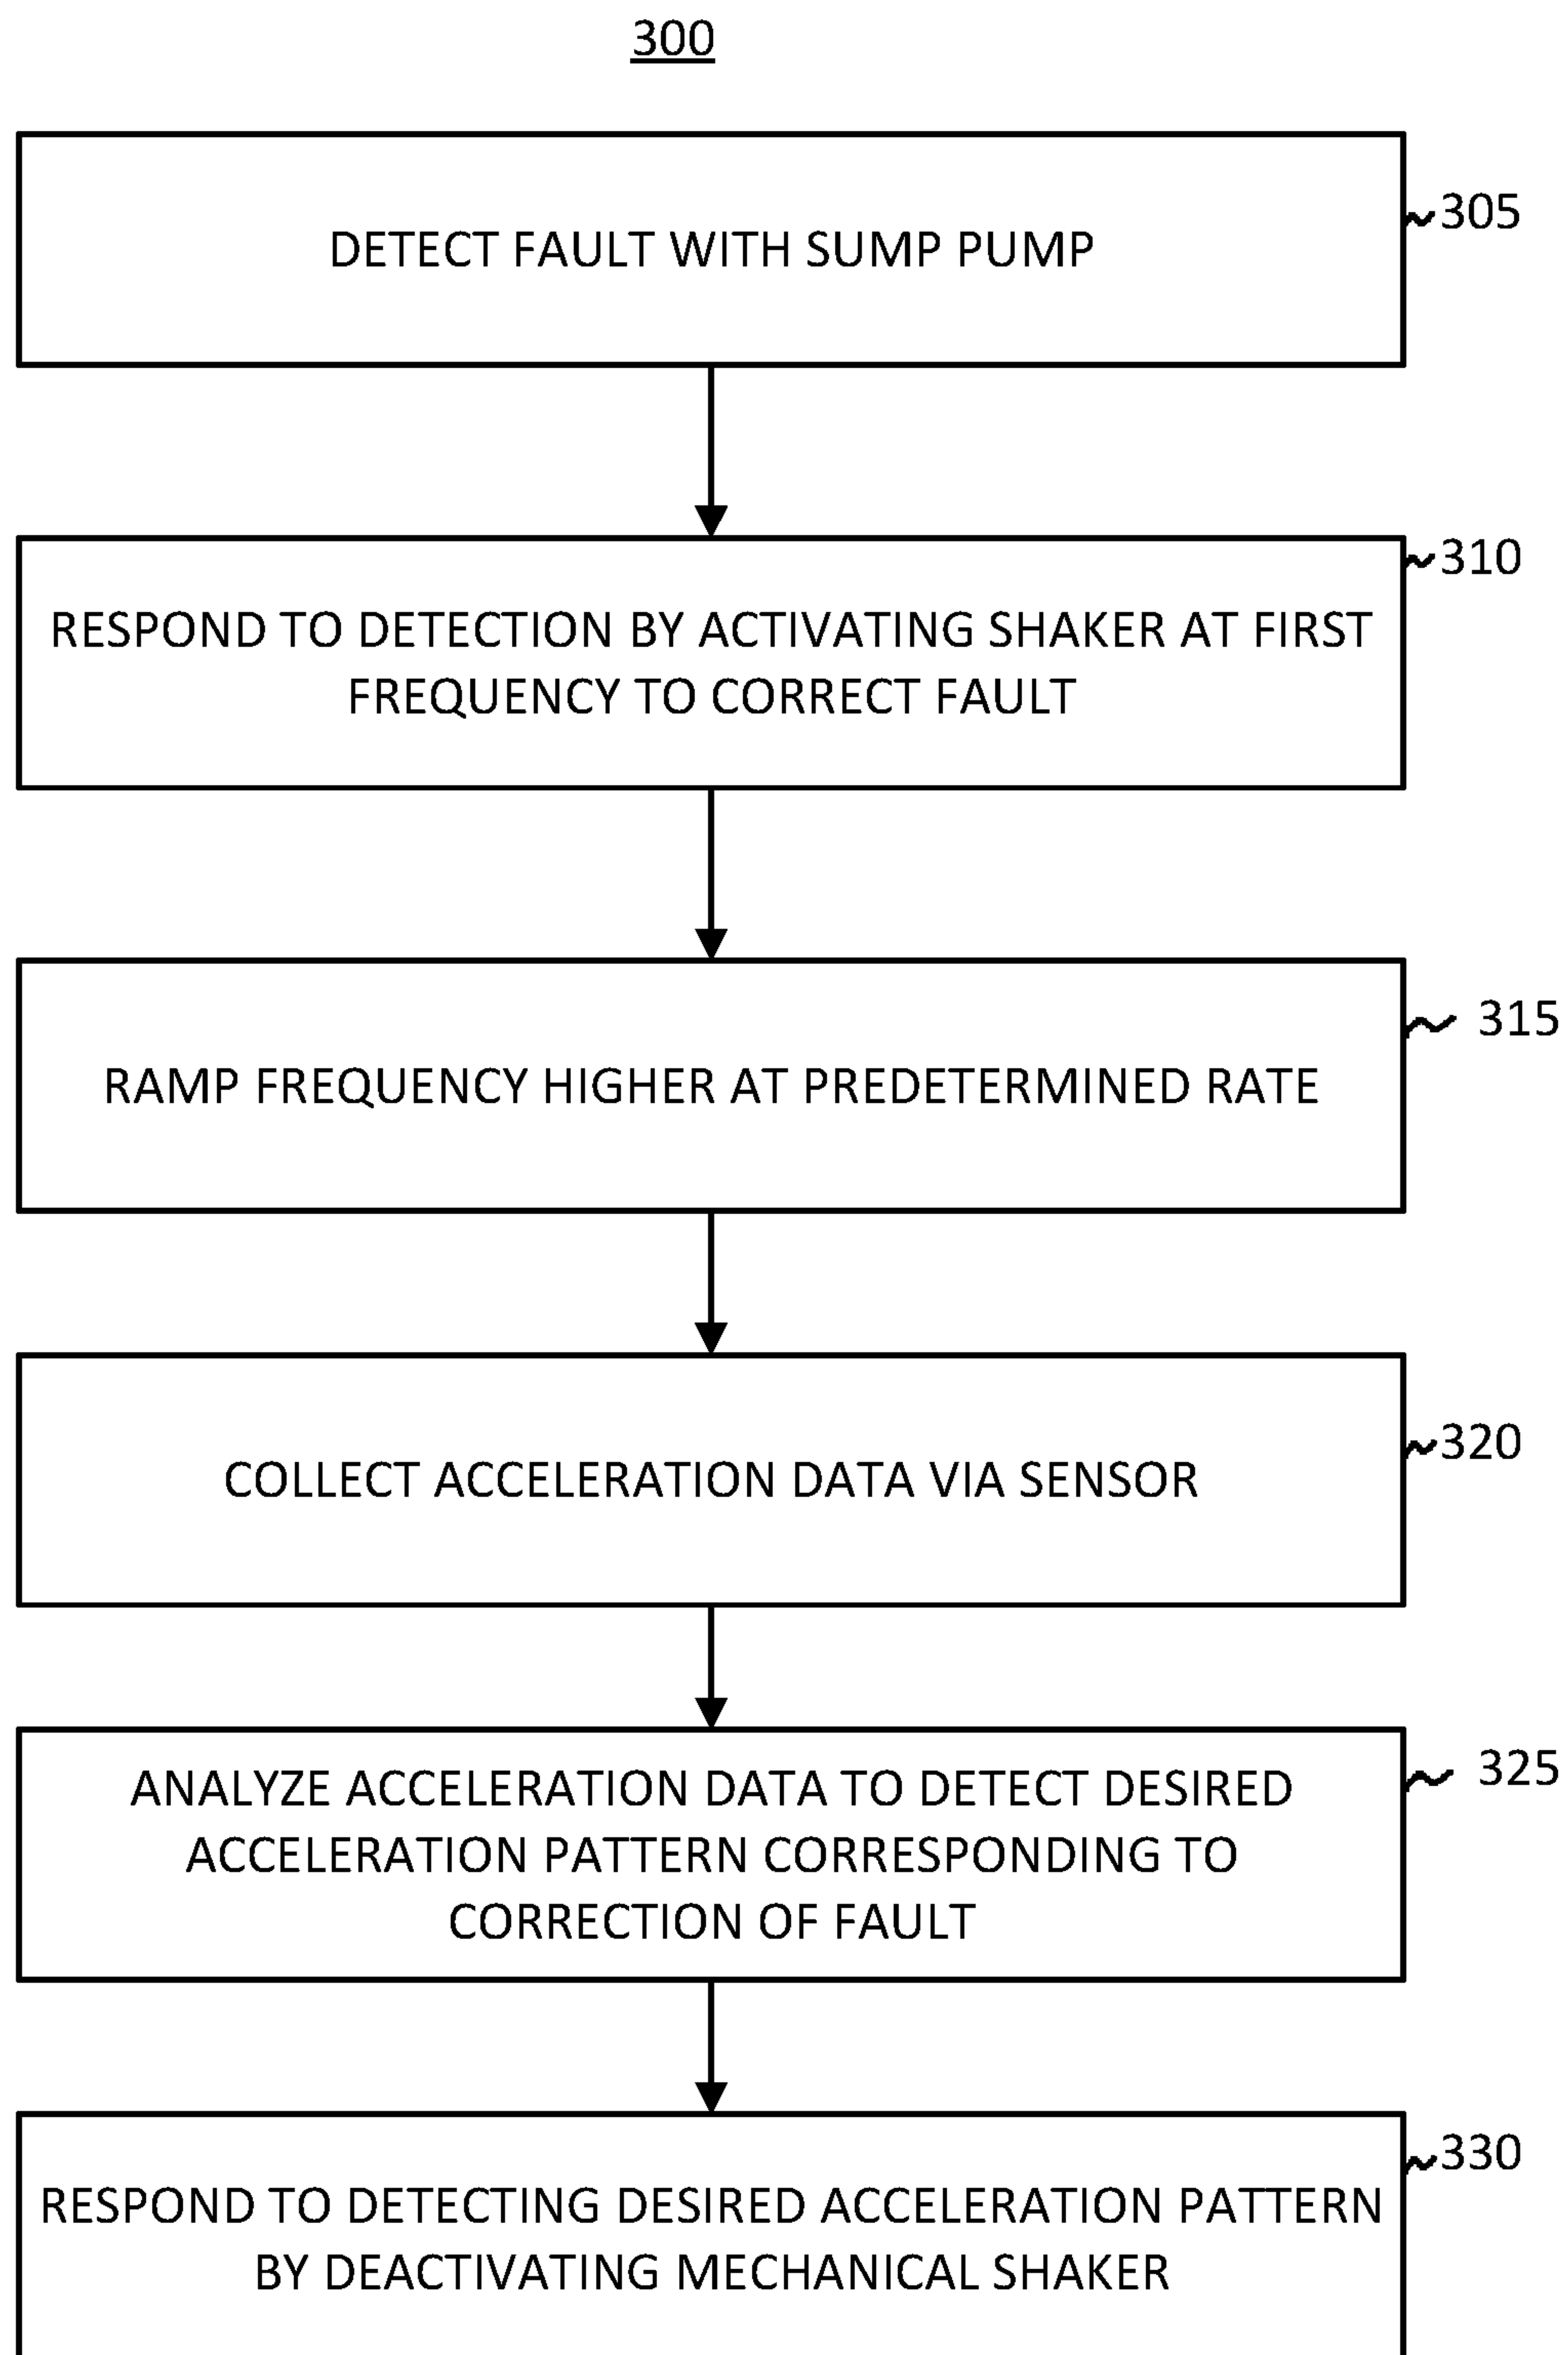 300
DETECT FAULT WITH SUMP PUMP
305
RESPOND TO DETECTION BY ACTIVATING SHAKER AT FIRST
FREQUENCY TO CORRECT FAULT
310
RAMP FREQUENCY HIGHER AT PREDETERMINED RATE
315
COLLECT ACCELERATION DATA VIA SENSOR
320
ANALYZE ACCELERATION DATA TO DETECT DESIRED
ACCELERATION PATTERN CORRESPONDING TO
CORRECTION OF FAULT
325
RESPOND TO DETECTING DESIRED ACCELERATION PATTERN
BY DEACTIVATING MECHANICAL SHAKER
330